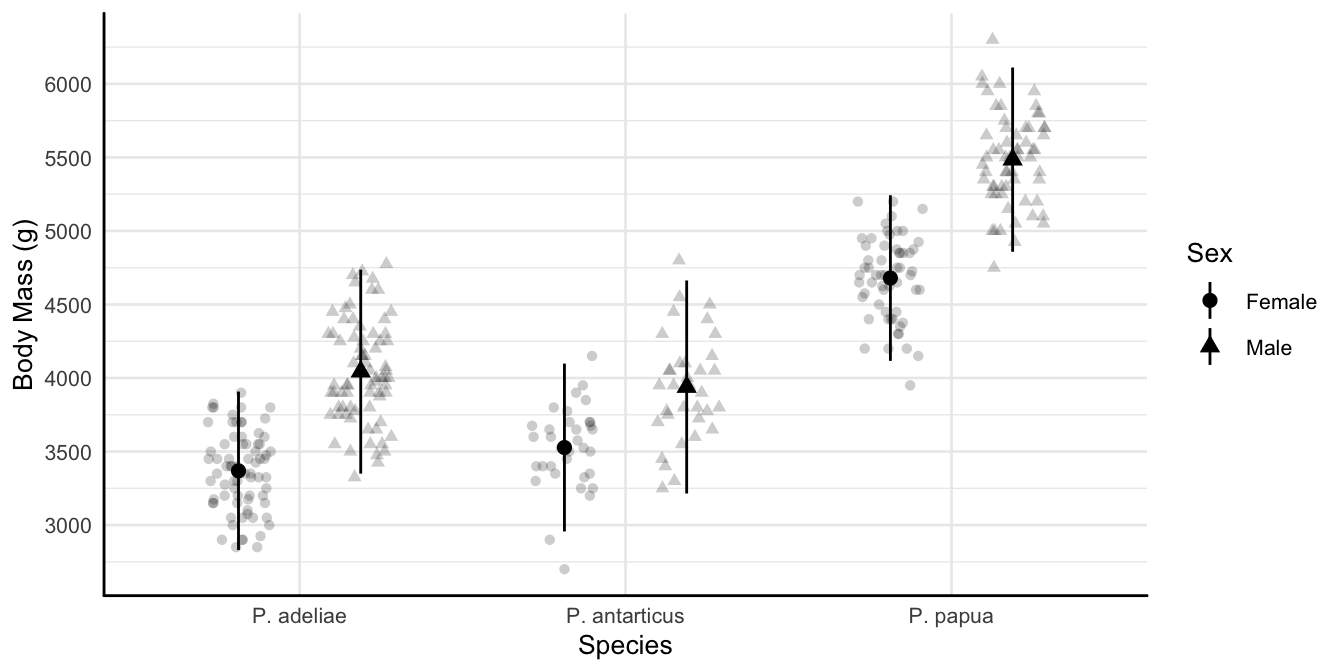 Body Mass (g)
6000
5500
5000
4500
4000
3500
3000
P. adeliae
P. antarticus
P. papua
Species
Sex
Female
Male